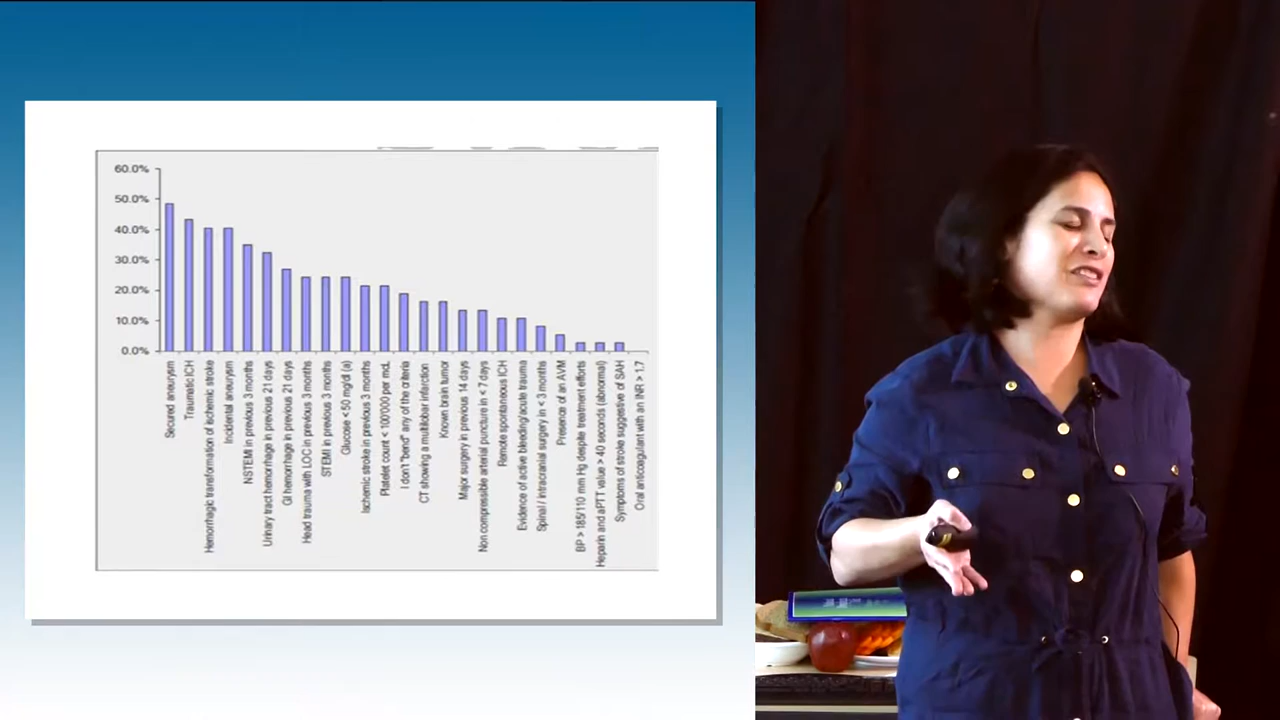 60.0%
50.0%
40.0%
30.0%
20.0%
10.0%
0.0%
Secured aneurysm
Traumatic ICH
Hemorrhagic transformation of ischemic stroke
Incidental aneurysm
NSTEMI in previous 3 months
Urinary tract hemorrhage in previous 21 days
GI hemorrhage in previous 21 days
Head trauma with LOC in previous 3 months
STEMI in previous 3 months
Glucose < 50 mg/dl (a)
Ischemic stroke in previous 3 months
Platelet count < 100'000 per mcL
I don't "bend" any of the criteria
CT showing a multilobar infarction
Known brain tumor
Major surgery in previous 14 days
Non compressible arterial puncture in < 7 days
Remote spontaneous ICH
Evidence of active bleeding/acute trauma
Spinal / intracranial surgery in < 3 months
Presence of an AVM
BP > 185/110 mm Hg despite treatment efforts
Heparin and aPTT value > 40 seconds (abnorma)
Symptoms of stroke suggestive of SAH
Oral anticoagulant with an INR > 1.7